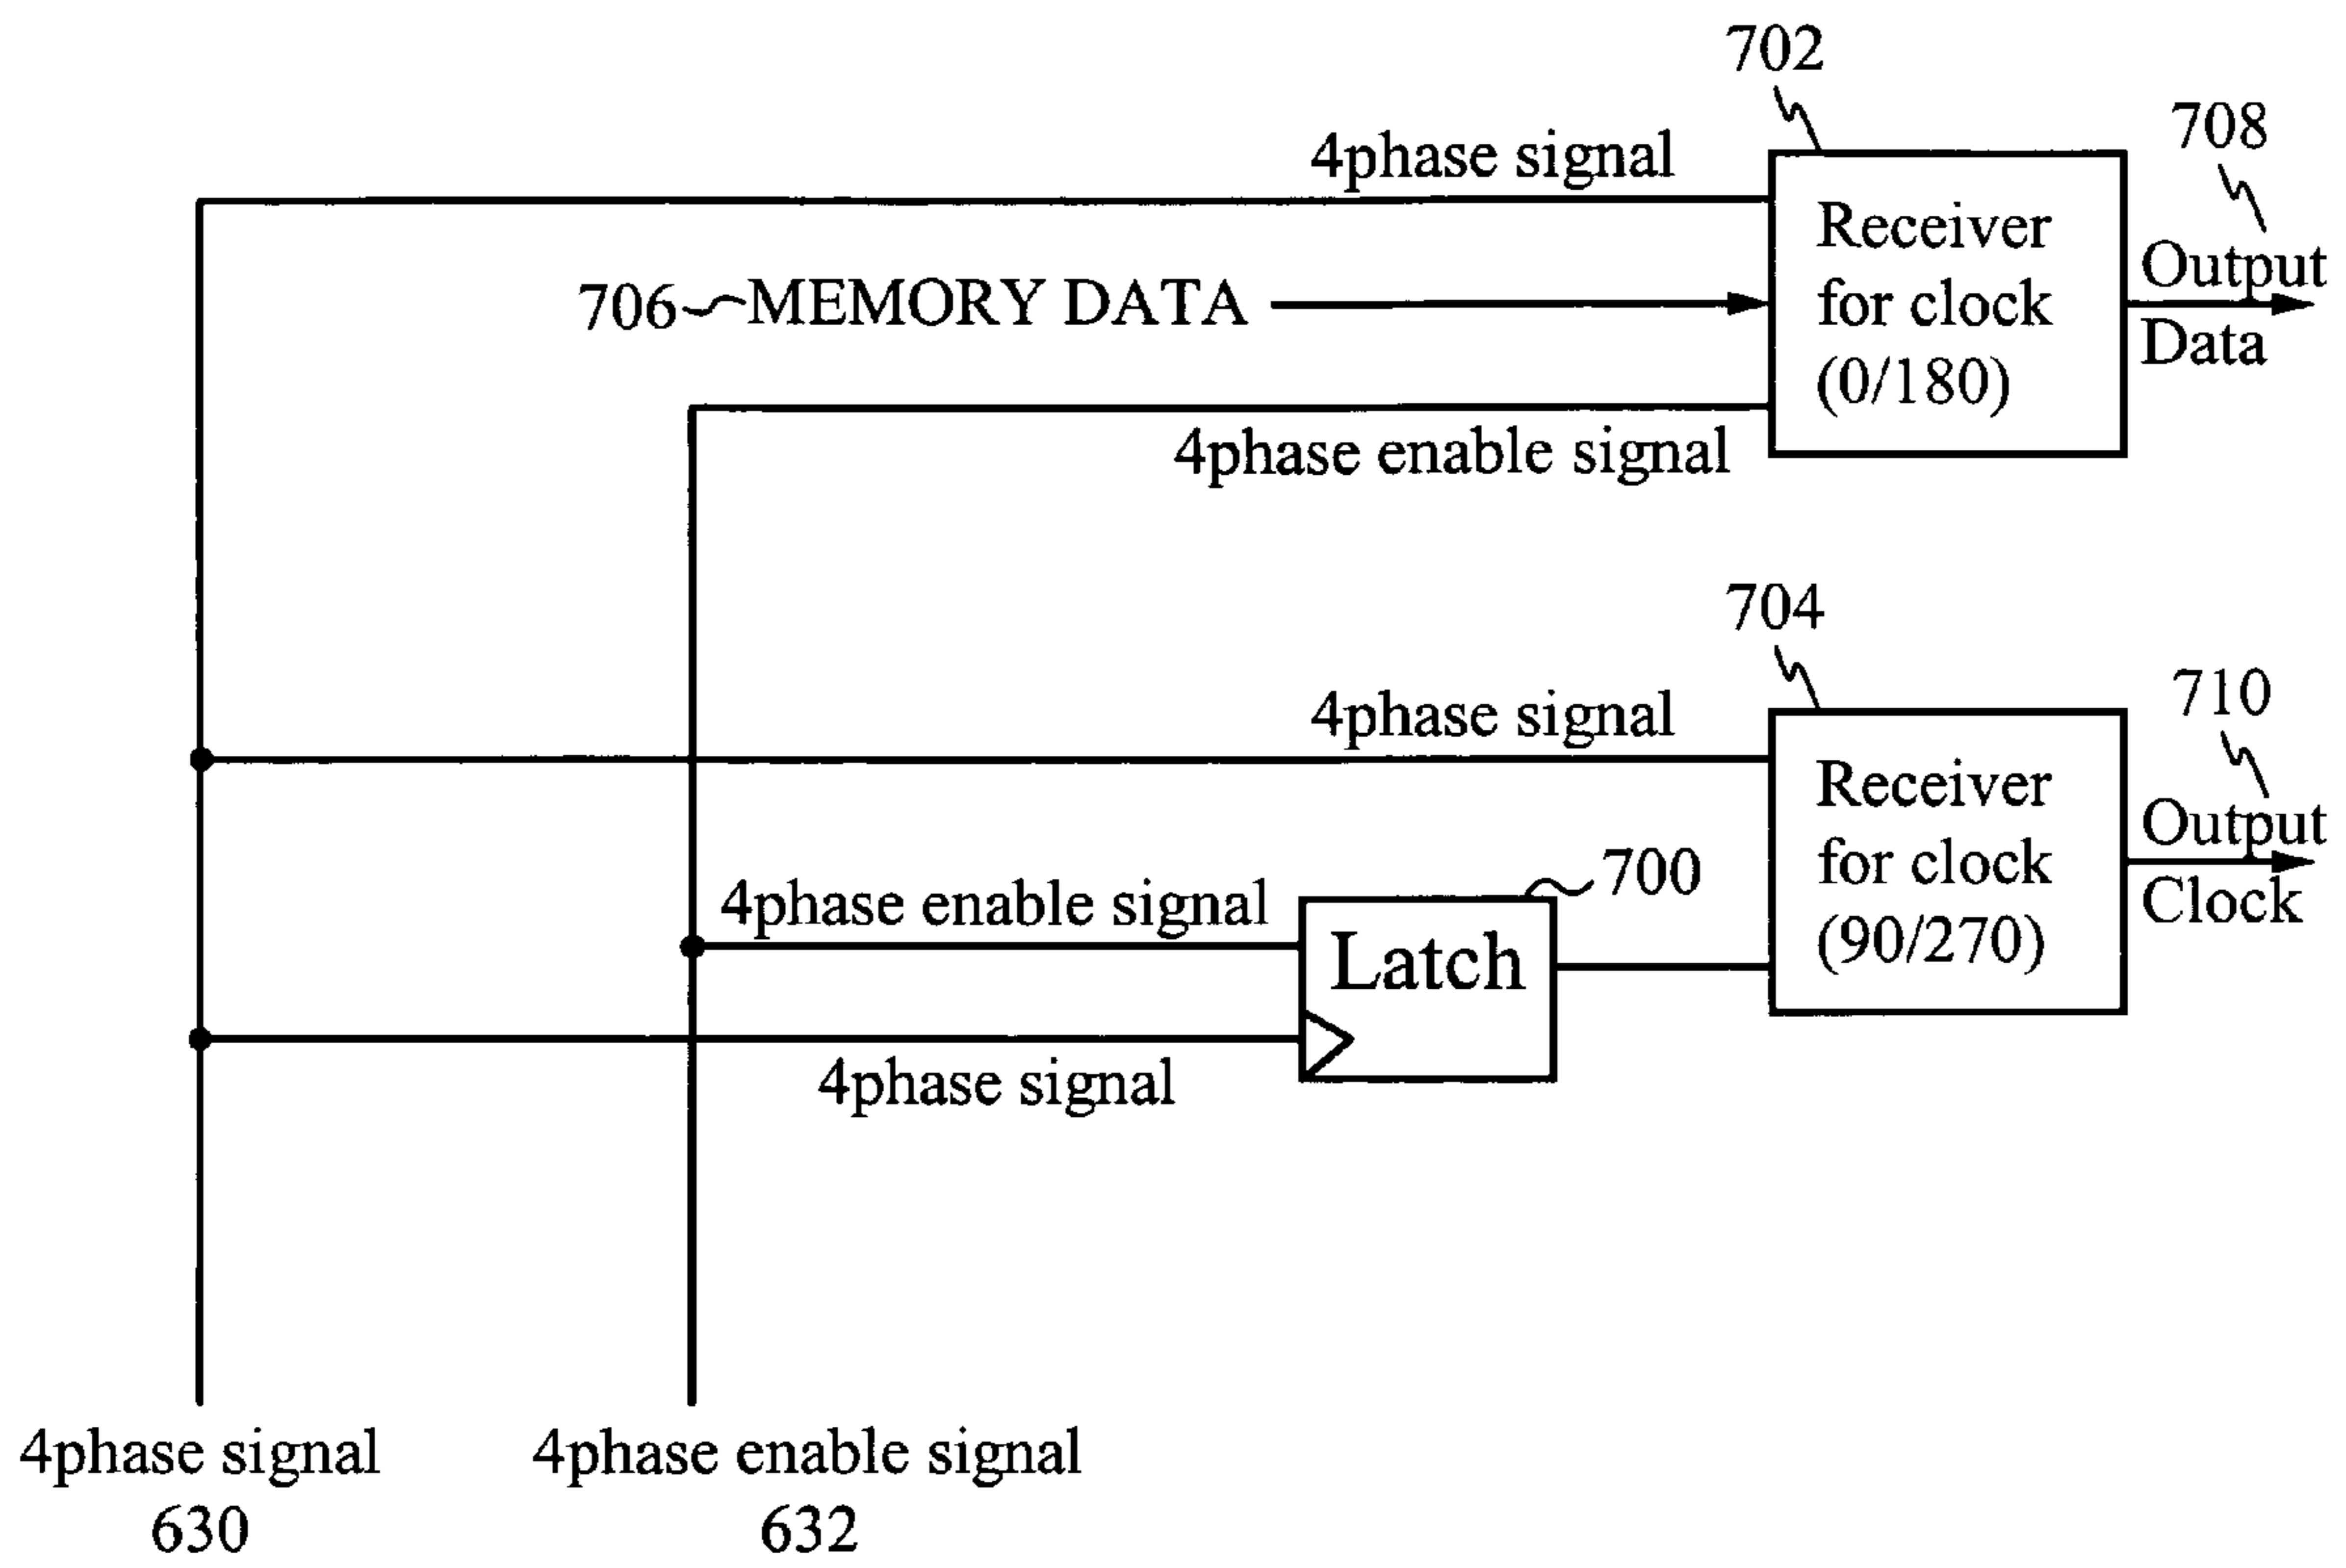 702
708
4phase signal
Receiver
for clock
(0/180)
Output
Data
706
MEMORY DATA
4phase enable signal
704
710
4phase signal
Receiver
for clock
(90/270)
Output
Clock
700
4phase enable signal
Latch
4phase signal
4phase signal
630
4phase enable signal
632